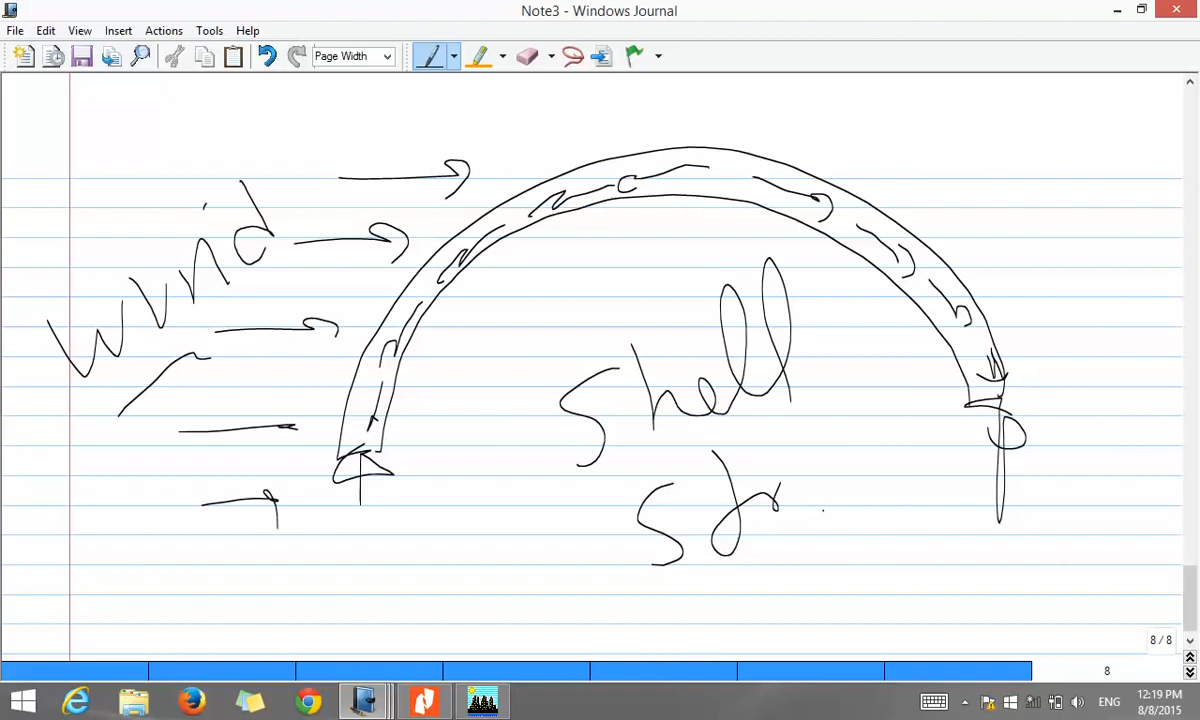 Note3 - Windows Journal
File Edit View Insert Actions Tools Help
Page Width
Wind
Shell
Str
8 / 8
8
ENG
12:19 PM
8/8/2015